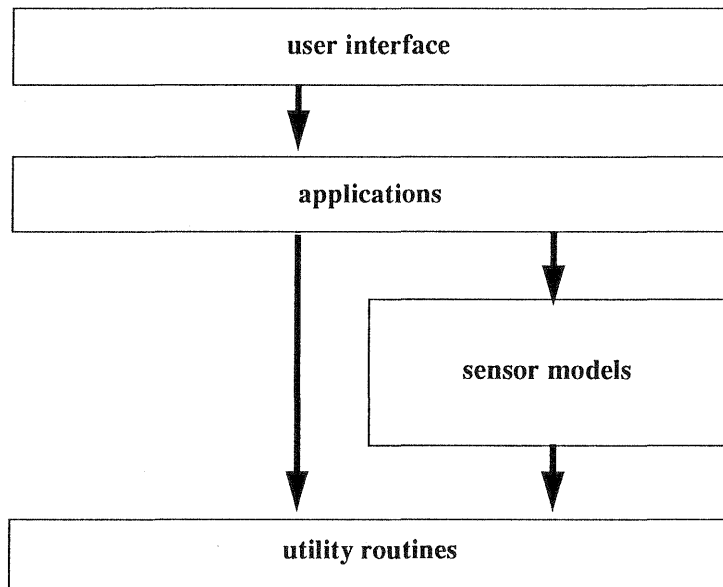 user interface
applications
sensor models
utility routines